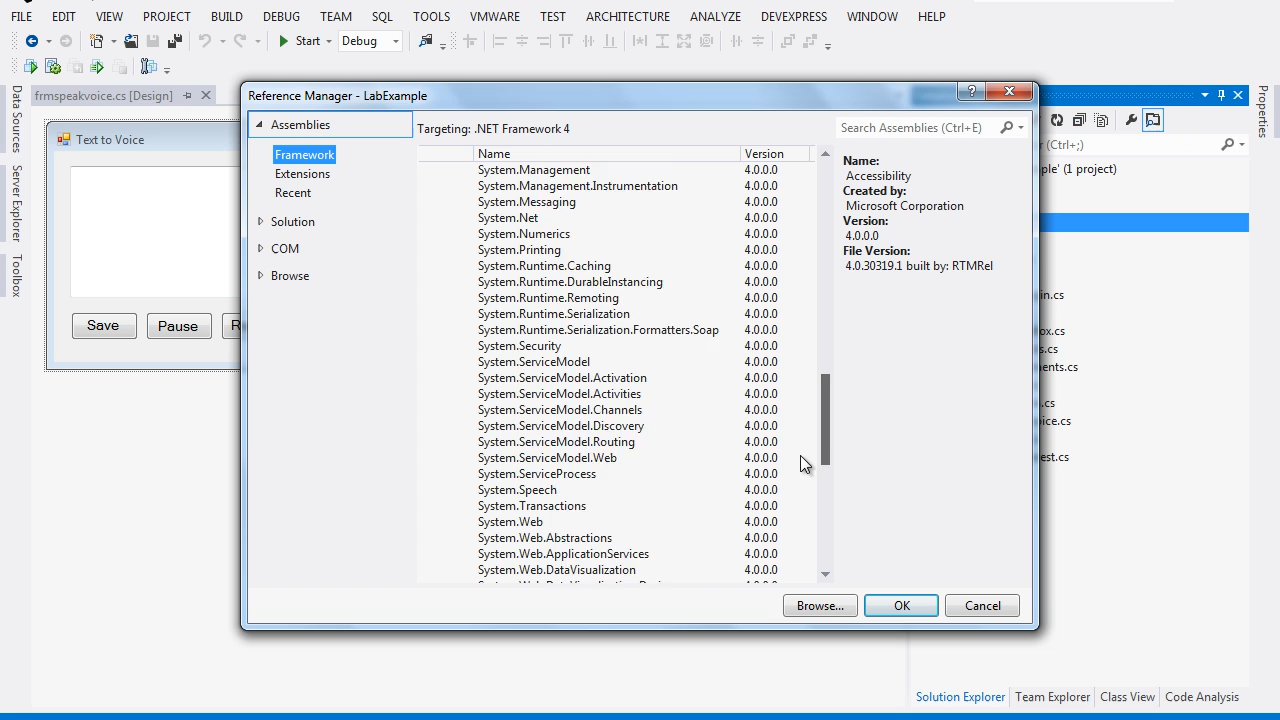 FILE EDIT VIEW PROJECT BUILD DEBUG TEAM SQL TOOLS VMWARE TEST ARCHITECTURE ANALYZE DEVEXPRESS WINDOW HELP
Start Debug
frmspeakvoice.cs [Design]
Data Sources
Server Explorer
Toolbox
Text to Voice
Save Pause R
Reference Manager - LabExample
Assemblies
Framework
Extensions
Recent
Solution
COM
Browse
Targeting: .NET Framework 4
Search Assemblies (Ctrl+E)
Name Version
System.Management 4.0.0.0
System.Management.Instrumentation 4.0.0.0
System.Messaging 4.0.0.0
System.Net 4.0.0.0
System.Numerics 4.0.0.0
System.Printing 4.0.0.0
System.Runtime.Caching 4.0.0.0
System.Runtime.DurableInstancing 4.0.0.0
System.Runtime.Remoting 4.0.0.0
System.Runtime.Serialization 4.0.0.0
System.Runtime.Serialization.Formatters.Soap 4.0.0.0
System.Security 4.0.0.0
System.ServiceModel 4.0.0.0
System.ServiceModel.Activation 4.0.0.0
System.ServiceModel.Activities 4.0.0.0
System.ServiceModel.Channels 4.0.0.0
System.ServiceModel.Discovery 4.0.0.0
System.ServiceModel.Routing 4.0.0.0
System.ServiceModel.Web 4.0.0.0
System.ServiceProcess 4.0.0.0
System.Speech 4.0.0.0
System.Transactions 4.0.0.0
System.Web 4.0.0.0
System.Web.Abstractions 4.0.0.0
System.Web.ApplicationServices 4.0.0.0
System.Web.DataVisualization 4.0.0.0
Name:
Accessibility
Created by:
Microsoft Corporation
Version:
4.0.0.0
File Version:
4.0.30319.1 built by: RTMRel
Browse... OK Cancel
(Ctrl+;)
ple' (1 project)
in.cs
ox.cs
s.cs
ients.cs
.cs
ice.cs
est.cs
Properties
Solution Explorer Team Explorer Class View Code Analysis